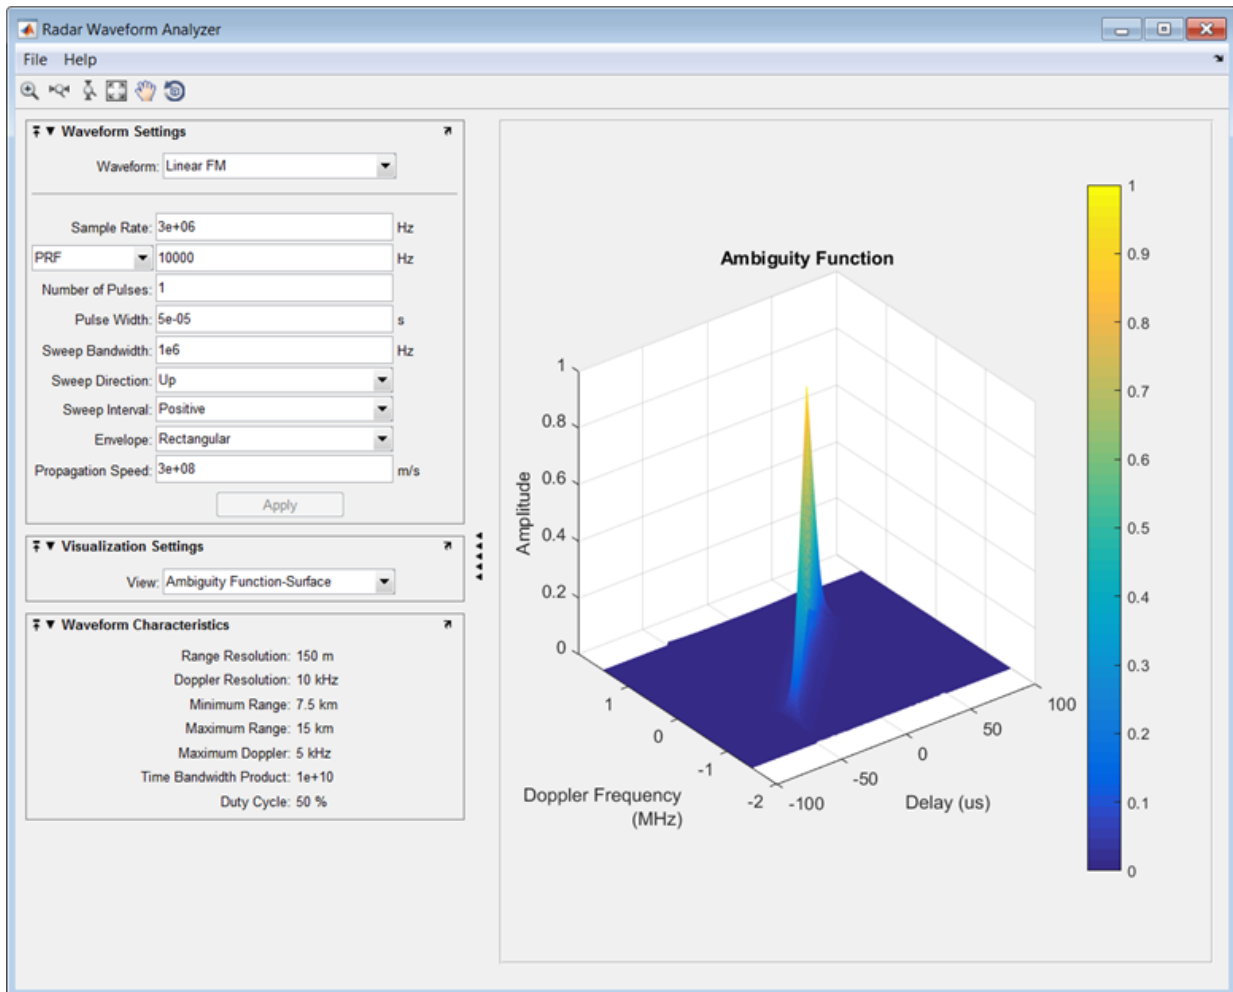 Radar Waveform Analyzer
File Help
Waveform Settings
Waveform: Linear FM
Sample Rate: 3e+06 Hz
PRF 10000 Hz
Number of Pulses: 1
Pulse Width: 5e-05 s
Sweep Bandwidth: 1e6 Hz
Sweep Direction: Up
Sweep Interval: Positive
Envelope: Rectangular
Propagation Speed: 3e+08 m/s
Apply
Visualization Settings
View: Ambiguity Function-Surface
Waveform Characteristics
Range Resolution: 150 m
Doppler Resolution: 10 kHz
Minimum Range: 7.5 km
Maximum Range: 15 km
Maximum Doppler: 5 kHz
Time Bandwidth Product: 1e+10
Duty Cycle: 50 %
Ambiguity Function
1
0.8
0.6
0.4
0.2
0
Amplitude
1
0
-1
-2
Doppler Frequency
(MHz)
-100
-50
0
50
100
Delay (us)
1
0.9
0.8
0.7
0.6
0.5
0.4
0.3
0.2
0.1
0